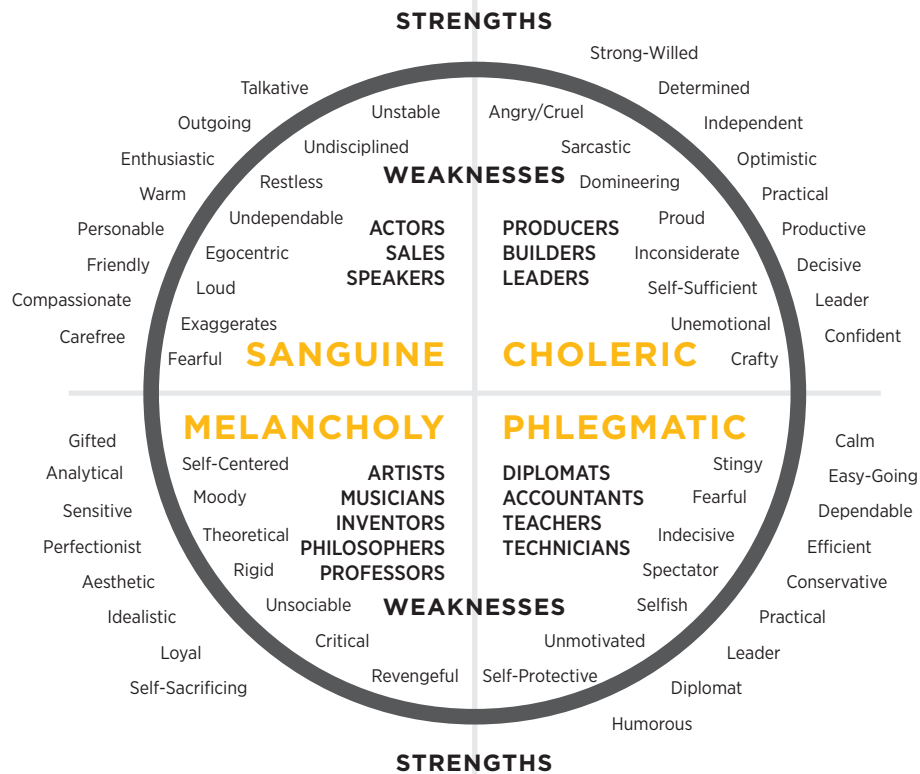 STRENGTHS
Talkative
Outgoing
Enthusiastic
Warm
Personable
Friendly
Compassionate
Carefree
Unstable
Undisciplined
Restless
Undependable
Egocentric
Loud
Exaggerates
Fearful
WEAKNESSES
ACTORS
SALES
SPEAKERS
SANGUINE
Strong-Willed
Determined
Independent
Optimistic
Practical
Productive
Decisive
Leader
Confident
Angry/Cruel
Sarcastic
Domineering
Proud
Inconsiderate
Self-Sufficient
Unemotional
Crafty
PRODUCERS
BUILDERS
LEADERS
CHOLERIC
MELANCHOLY
Gifted
Analytical
Sensitive
Perfectionist
Aesthetic
Idealistic
Loyal
Self-Sacrificing
Self-Centered
Moody
Theoretical
Rigid
Unsociable
Critical
Revengeful
ARTISTS
MUSICIANS
INVENTORS
PHILOSOPHERS
PROFESSORS
PHLEGMATIC
DIPLOMATS
ACCOUNTANTS
TEACHERS
TECHNICIANS
Stingy
Fearful
Indecisive
Spectator
Selfish
Unmotivated
Self-Protective
Calm
Easy-Going
Dependable
Efficient
Conservative
Practical
Leader
Diplomat
Humorous
WEAKNESSES
STRENGTHS